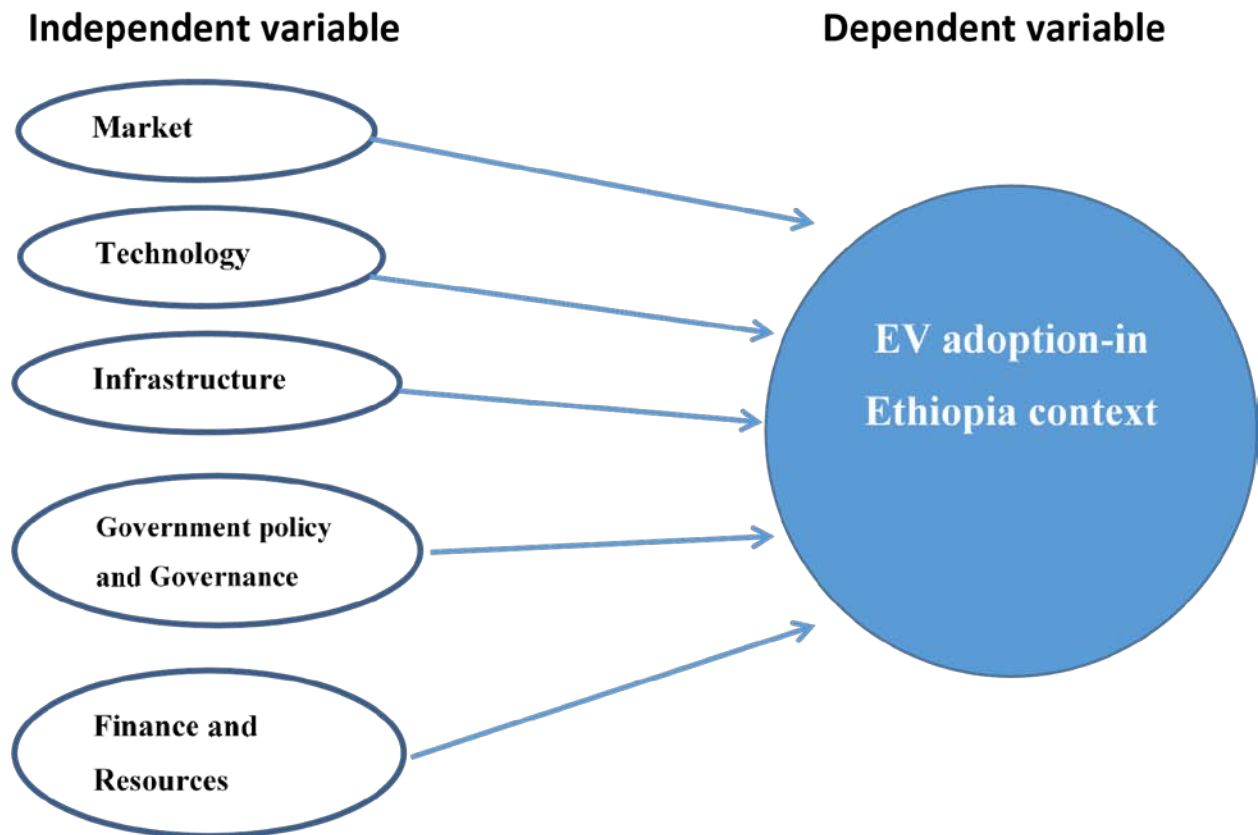 Independent variable
Dependent variable
Market
Technology
Infrastructure
Government policy
and Governance
Finance and
Resources
EV adoption-in
Ethiopia context